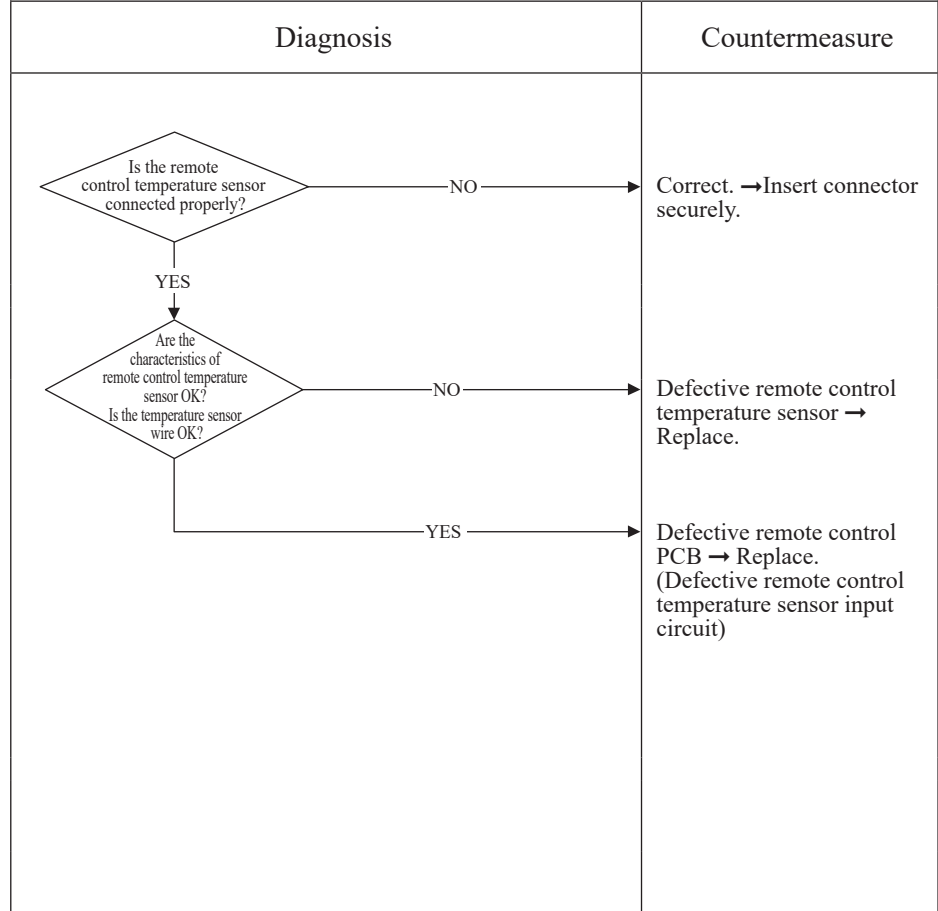 Diagnosis
Countermeasure
Is the remote
control temperature sensor
connected properly?
NO
Correct. →Insert connector
securely.
YES
Are the
characteristics of
remote control temperature
sensor OK?
Is the temperature sensor
wire OK?
NO
Defective remote control
temperature sensor →
Replace.
YES
Defective remote control
PCB → Replace.
(Defective remote control
temperature sensor input
circuit)